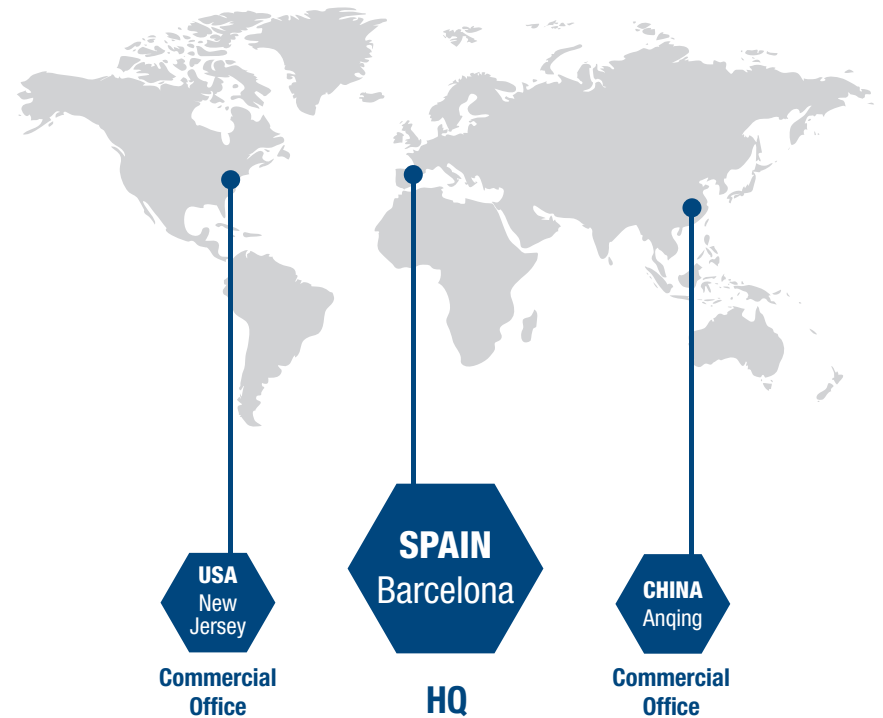 USA
New
Jersey
Commercial
Office
SPAIN
Barcelona
HQ
CHINA
Anqing
Commercial
Office